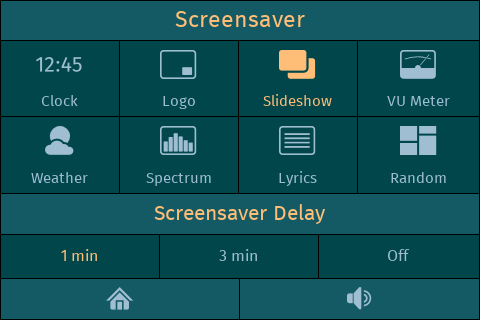 Screensaver
12:45
Clock
Logo
Slideshow
VU Meter
Weather
Spectrum
Lyrics
Random
Screensaver Delay
1 min
3 min
Off